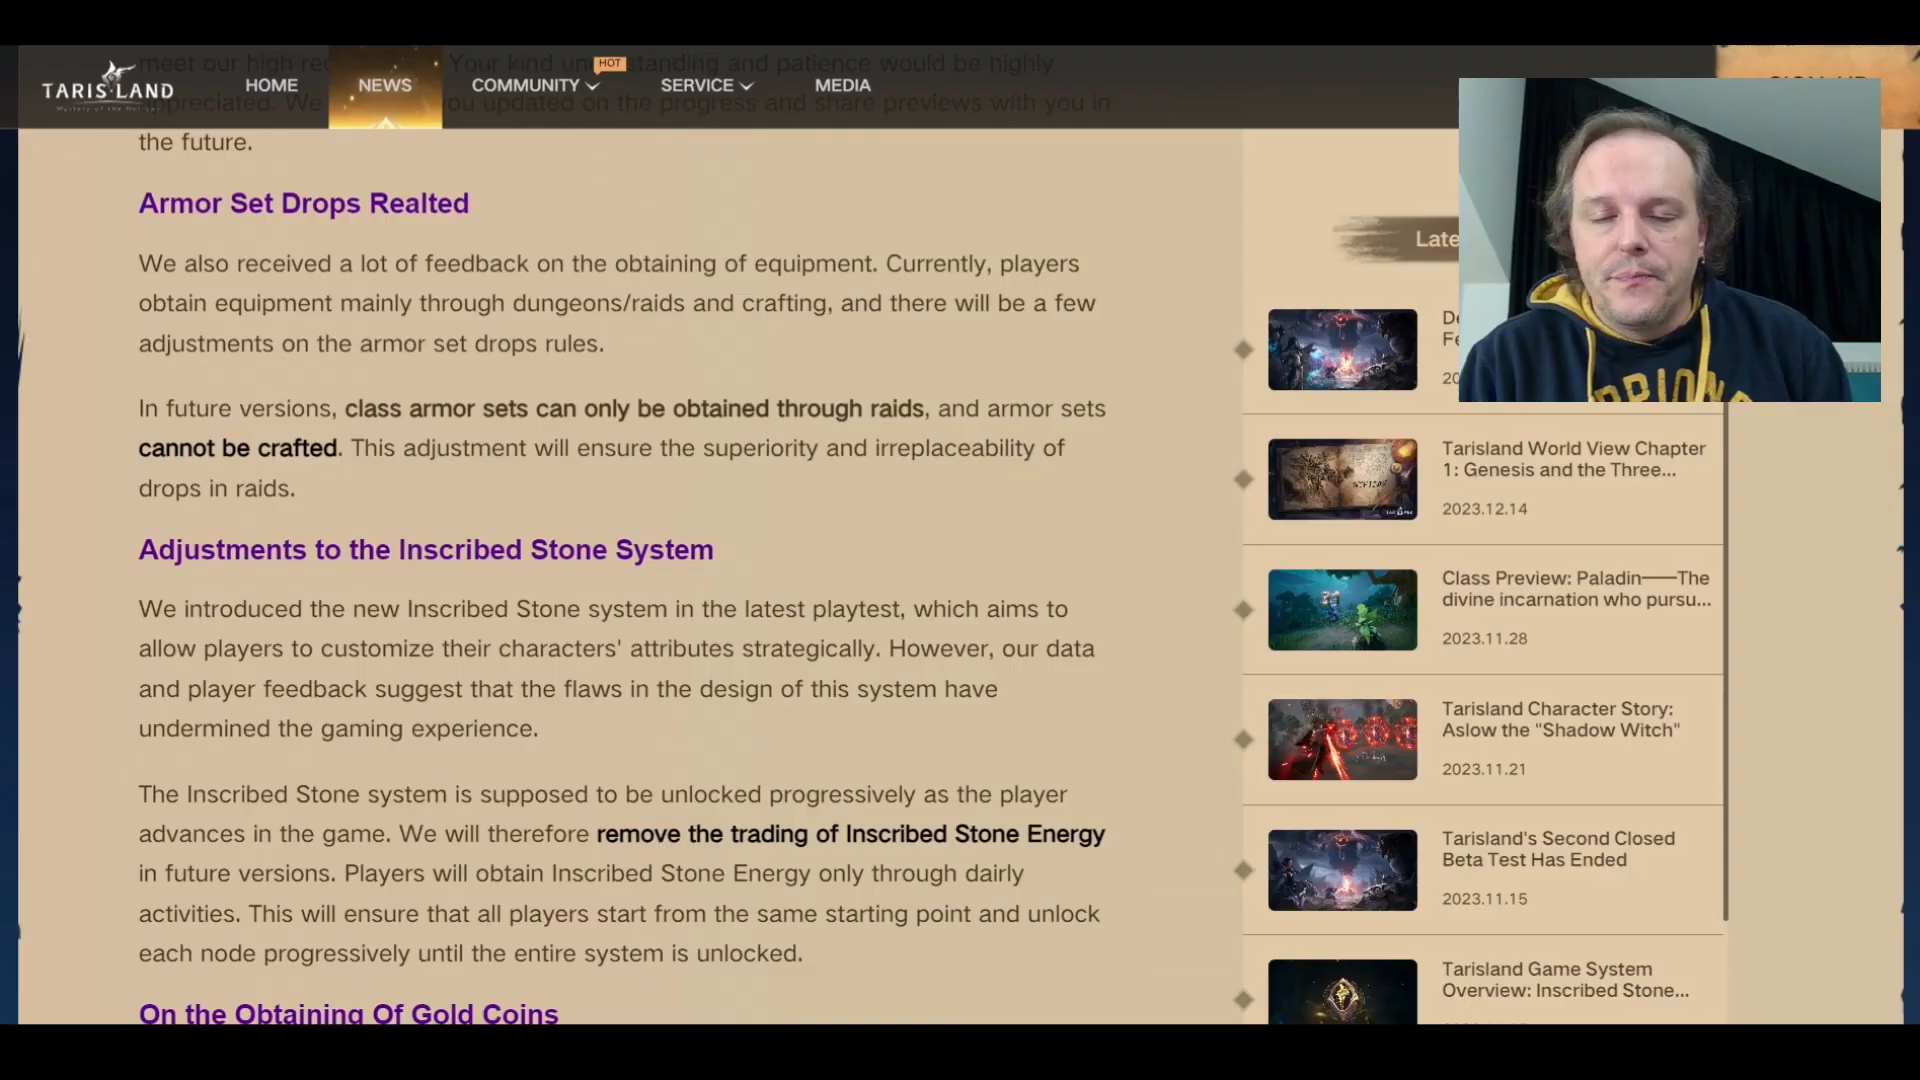 meet our high
Your kind understanding and patience would be highly
appreciated. We
you updated on the progress and share previews with you in
the future.
TARISLAND
HOME
NEWS
COMMUNITY
HOT
SERVICE
MEDIA
Armor Set Drops Realted
We also received a lot of feedback on the obtaining of equipment. Currently, players
obtain equipment mainly through dungeons/raids and crafting, and there will be a few
adjustments on the armor set drops rules.
In future versions, class armor sets can only be obtained through raids, and armor sets
cannot be crafted. This adjustment will ensure the superiority and irreplaceability of
drops in raids.
Adjustments to the Inscribed Stone System
We introduced the new Inscribed Stone system in the latest playtest, which aims to
allow players to customize their characters' attributes strategically. However, our data
and player feedback suggest that the flaws in the design of this system have
undermined the gaming experience.
The Inscribed Stone system is supposed to be unlocked progressively as the player
advances in the game. We will therefore remove the trading of Inscribed Stone Energy
in future versions. Players will obtain Inscribed Stone Energy only through dairly
activities. This will ensure that all players start from the same starting point and unlock
each node progressively until the entire system is unlocked.
On the Obtaining Of Gold Coins
Late
De
Fe
20
Tarisland World View Chapter
1: Genesis and the Three...
2023.12.14
Class Preview: Paladin——The
divine incarnation who pursu...
2023.11.28
Tarisland Character Story:
Aslow the "Shadow Witch"
2023.11.21
Tarisland's Second Closed
Beta Test Has Ended
2023.11.15
Tarisland Game System
Overview: Inscribed Stone...